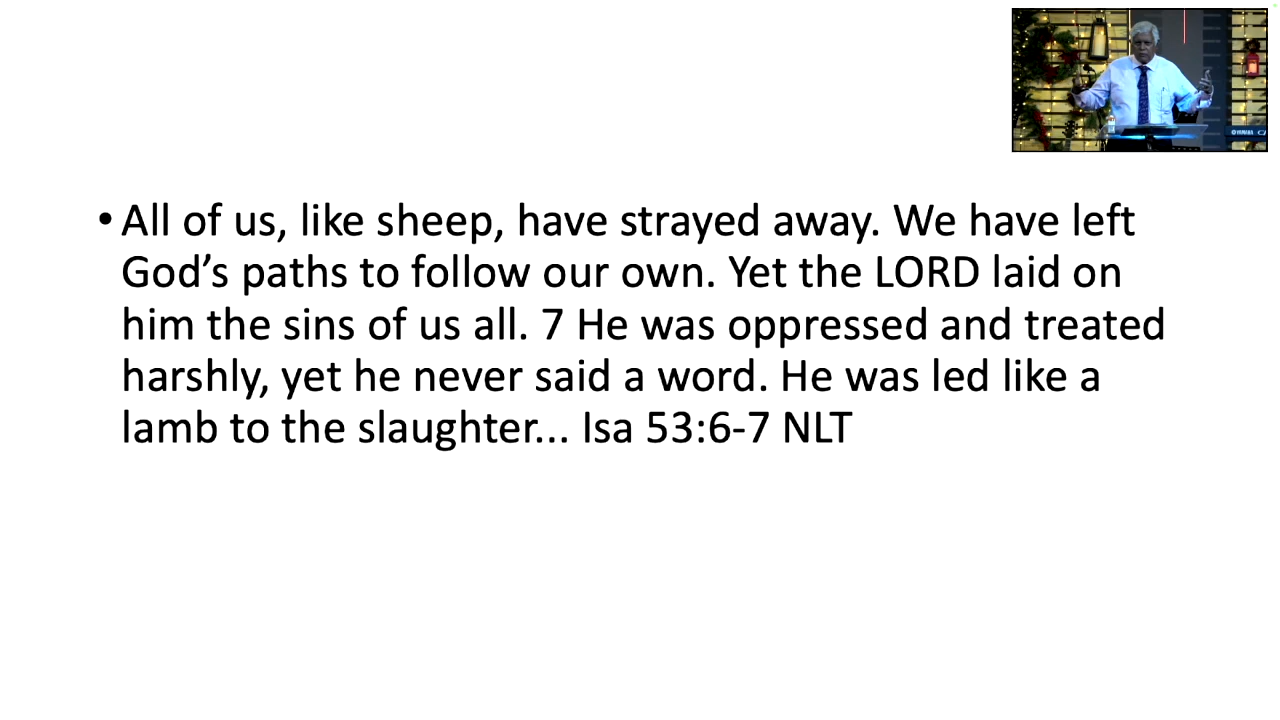 • All of us, like sheep, have strayed away. We have left
God’s paths to follow our own. Yet the LORD laid on
him the sins of us all. 7 He was oppressed and treated
harshly, yet he never said a word. He was led like a
lamb to the slaughter... Isa 53:6-7 NLT
YAMAHA